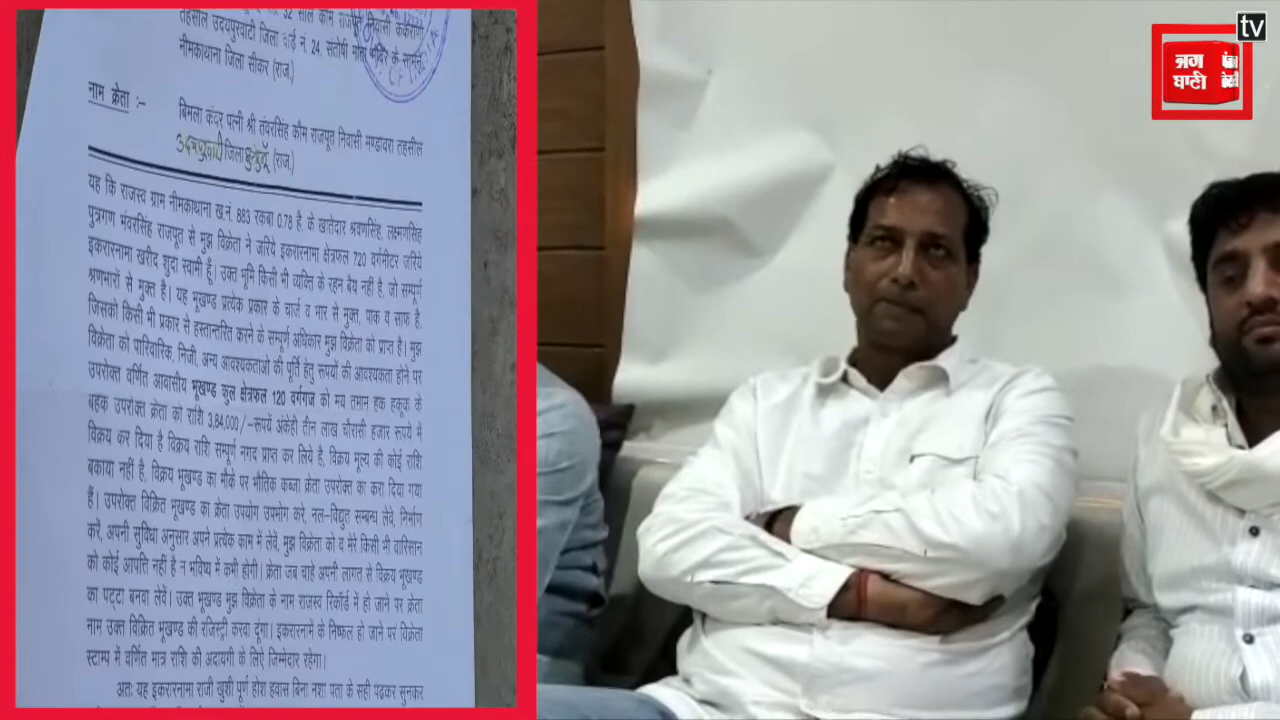 तहसील उदयपुरवाटी जिला वार्ड नं. 24 संतोषी माता मंदिर के सामने
नीमकाथाना जिला सीकर (राज.)
नाम क्रेता :–
बिमला कंवर पत्नी श्री तंवरसिंह कौम राजपूत निवासी मण्डावरा तहसील
उदयपुरवाटी जिला झुन्झुनूं (राज.)
यह कि राजस्व ग्राम नीमकाथाना ख.नं. 883 रकबा 0.78 है. के खातेदार श्रवणसिंह, लक्ष्मणसिंह
पुत्रगण भंवरसिंह राजपूत से मुझ विक्रेता ने जरिये इकरारनामा क्षेत्रफल 720 वर्गमीटर जरिये
इकरारनामा खरीद शुदा स्वामी हूँ। उक्त भूमि किसी भी व्यक्ति के रहन बैय नहीं है, जो सम्पूर्ण
श्रणभारों से मुक्त है। यह भूखण्ड प्रत्येक प्रकार के चार्ज व भार से मुक्त, पाक व साफ है,
जिसको किसी भी प्रकार से हस्तान्तरित करने के सम्पूर्ण अधिकार मुझ विक्रेता को प्राप्त है। मुझ
विक्रेता को पारिवारिक, निजी, अन्य आवश्यकताओ की पूर्ति हेतु रूपयों की आवश्यकता होने पर
उपरोक्त वर्णित आवासीय भूखण्ड कुल क्षेत्रफल 120 वर्गगज को मय तमाम हक हकूक के
बहक उपरोक्त क्रेता को राशि 3,84,000/–रूपयें अंकेही तीन लाख चौरासी हजार रूपये में
विक्रय कर दिया है विक्रय राशि सम्पूर्ण नगद प्राप्त कर लिये है, विक्रय मूल्य की कोई राशि
बकाया नहीं है, विक्रय भूखण्ड का मौके पर भौतिक कब्जा क्रेता उपरोक्त का करा दिया गया
हैं। उपरोक्त विक्रित भूखण्ड का क्रेता उपयोग उपभोग करे, नल–विद्युत सम्बन्ध लेवे, निर्माण
करें, अपनी सुविधा अनुसार अपने प्रत्येक काम में लेवें, मुझ विक्रेता को व मेरे किसी भी वारिसान
को कोई आपत्ति नहीं है न भविष्य में कभी होगी। क्रेता जब चाहे अपनी लागत से विक्रय भूखण्ड
का पट्टा बनवा लेवें। उक्त भूखण्ड मुझ विक्रेता के नाम राजस्व रिकॉर्ड में हो जाने पर क्रेता
नाम उक्त विक्रित भूखण्ड की रजिस्ट्री करवा दूंगा। इकरारनामे के निष्फल हो जाने पर विक्रेता
स्टाम्प में वर्णित मात्र राशि की अदायगी के लिए जिम्मेदार रहेगा।
अतः यह इकरारनामा राजी खुशी पूर्ण होश हवास बिना नशा पता के सही पढकर सुनकर
tv
ਜਗ
ਬਾਣੀ